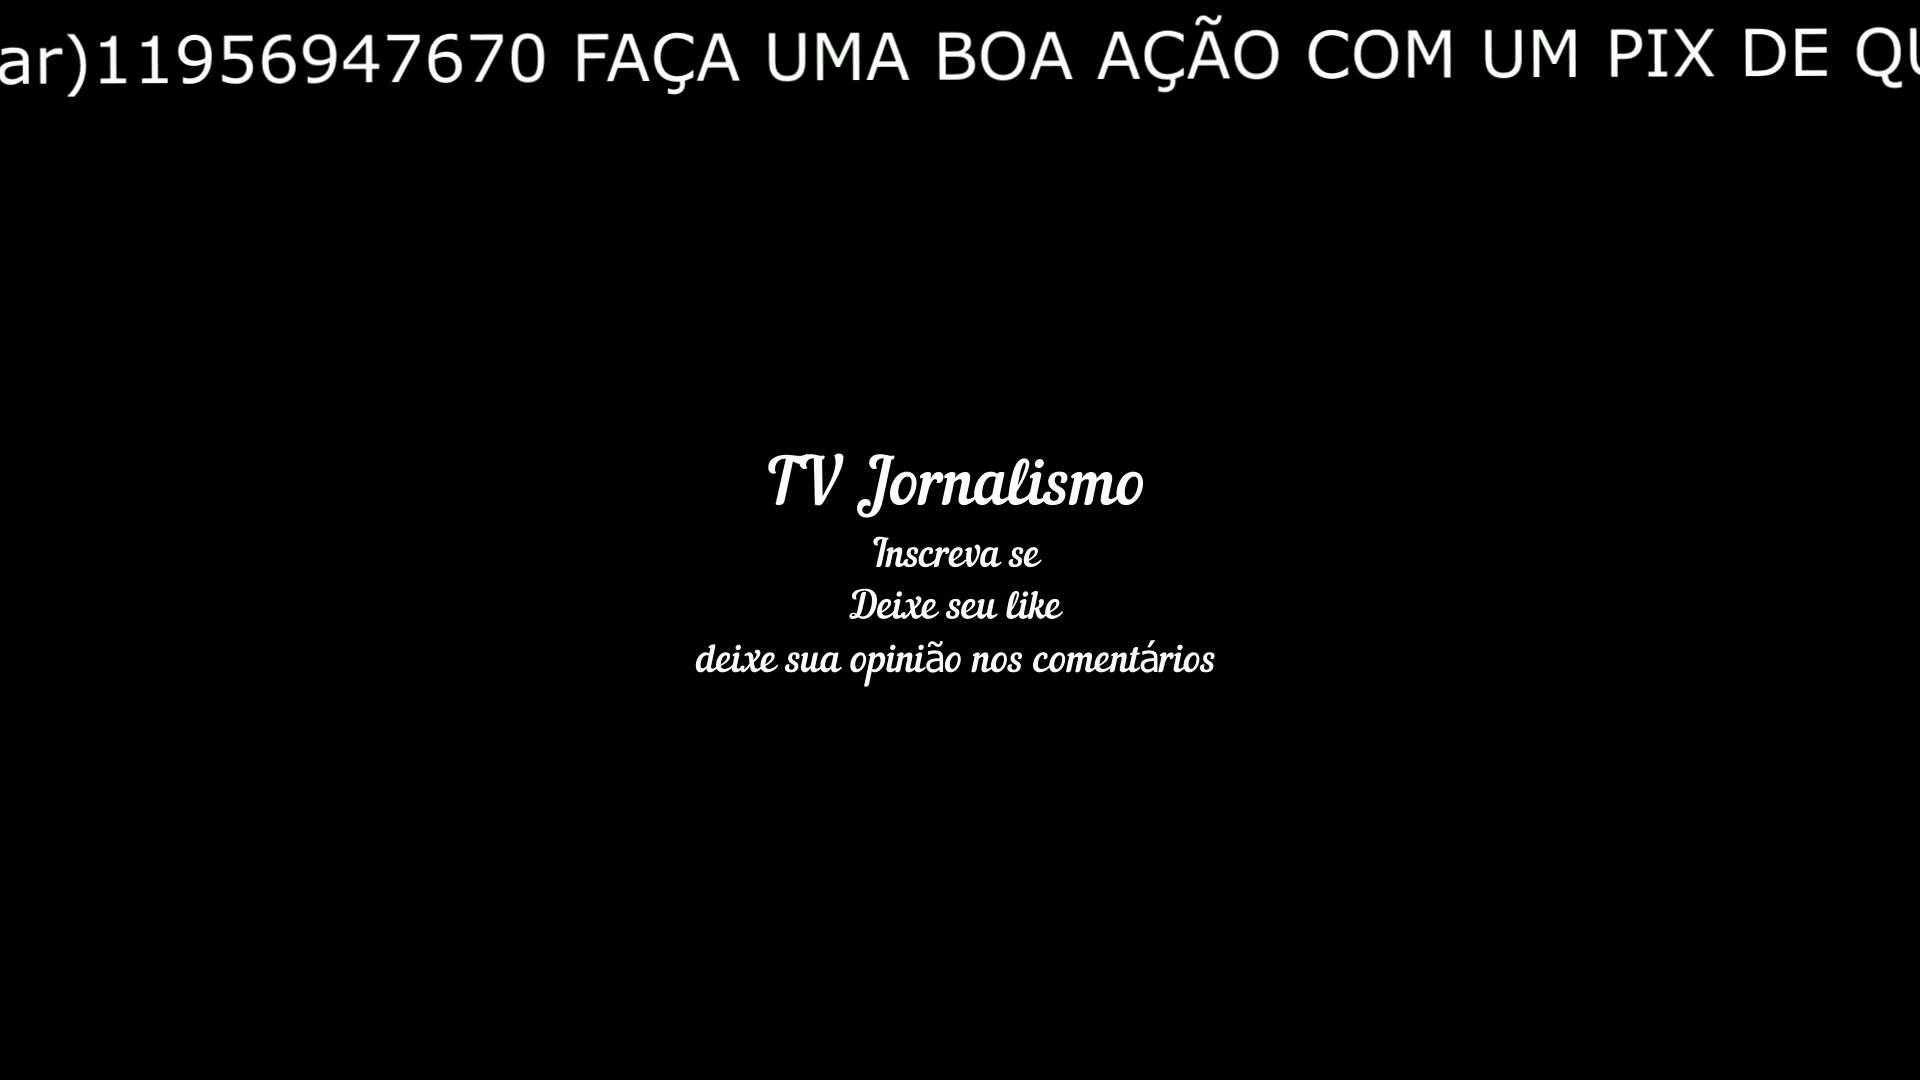 ar)11956947670 FAÇA UMA BOA AÇÃO COM UM PIX DE QU
TV Jornalismo
Inscreva se
Deixe seu like
deixe sua opinião nos comentários